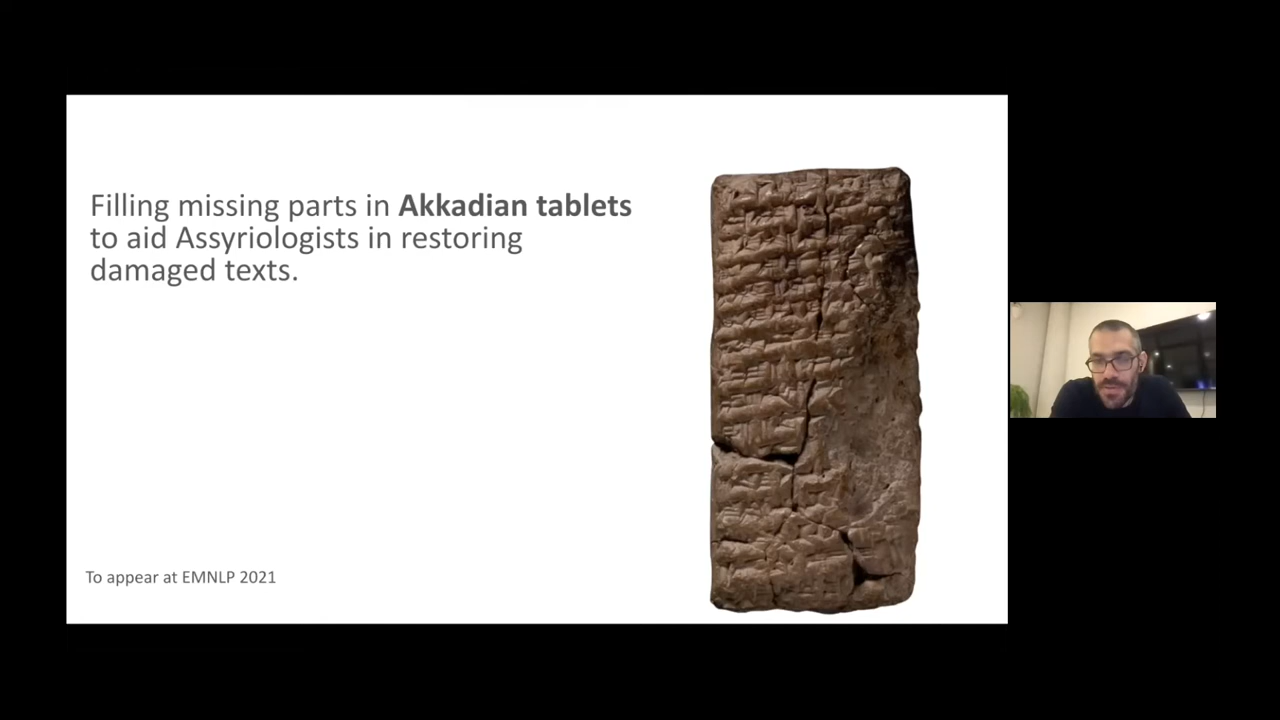 Filling missing parts in Akkadian tablets
to aid Assyriologists in restoring
damaged texts.
To appear at EMNLP 2021